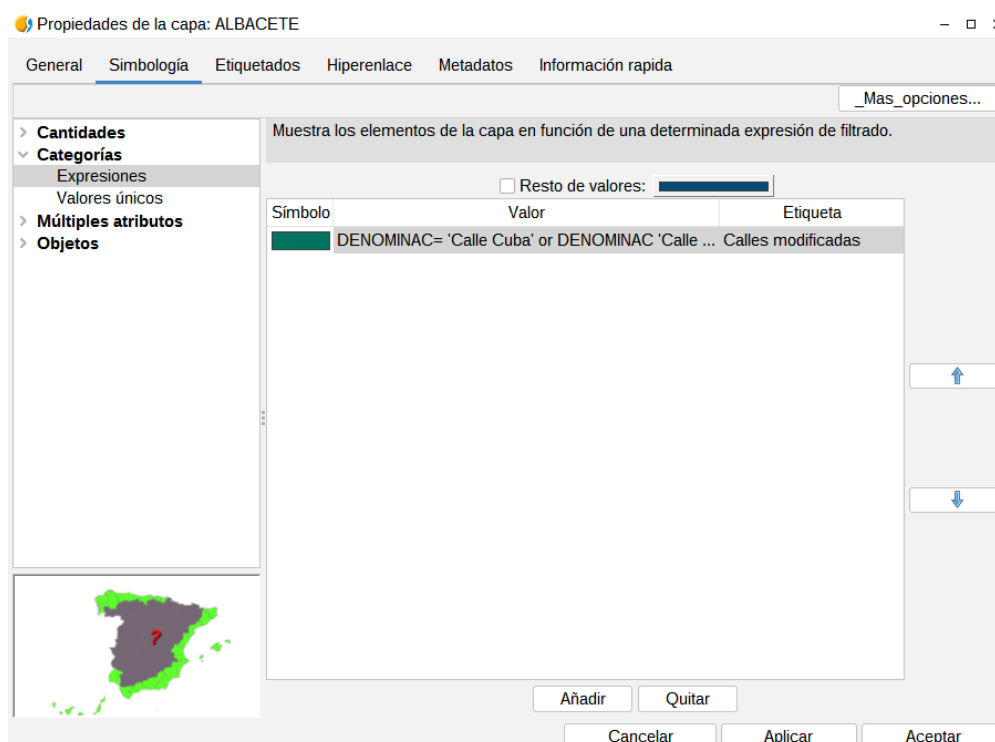 Propiedades de la capa: ALBACETE
General Simbología Etiquetados Hiperenlace Metadatos Información rapida
_Mas_opciones...
Cantidades
Categorías
Expresiones
Valores únicos
Múltiples atributos
Objetos
Muestra los elementos de la capa en función de una determinada expresión de filtrado.
Resto de valores:
Símbolo Valor Etiqueta
DENOMINAC= 'Calle Cuba' or DENOMINAC 'Calle ... Calles modificadas
?
Añadir Quitar
Cancelar Aplicar Aceptar